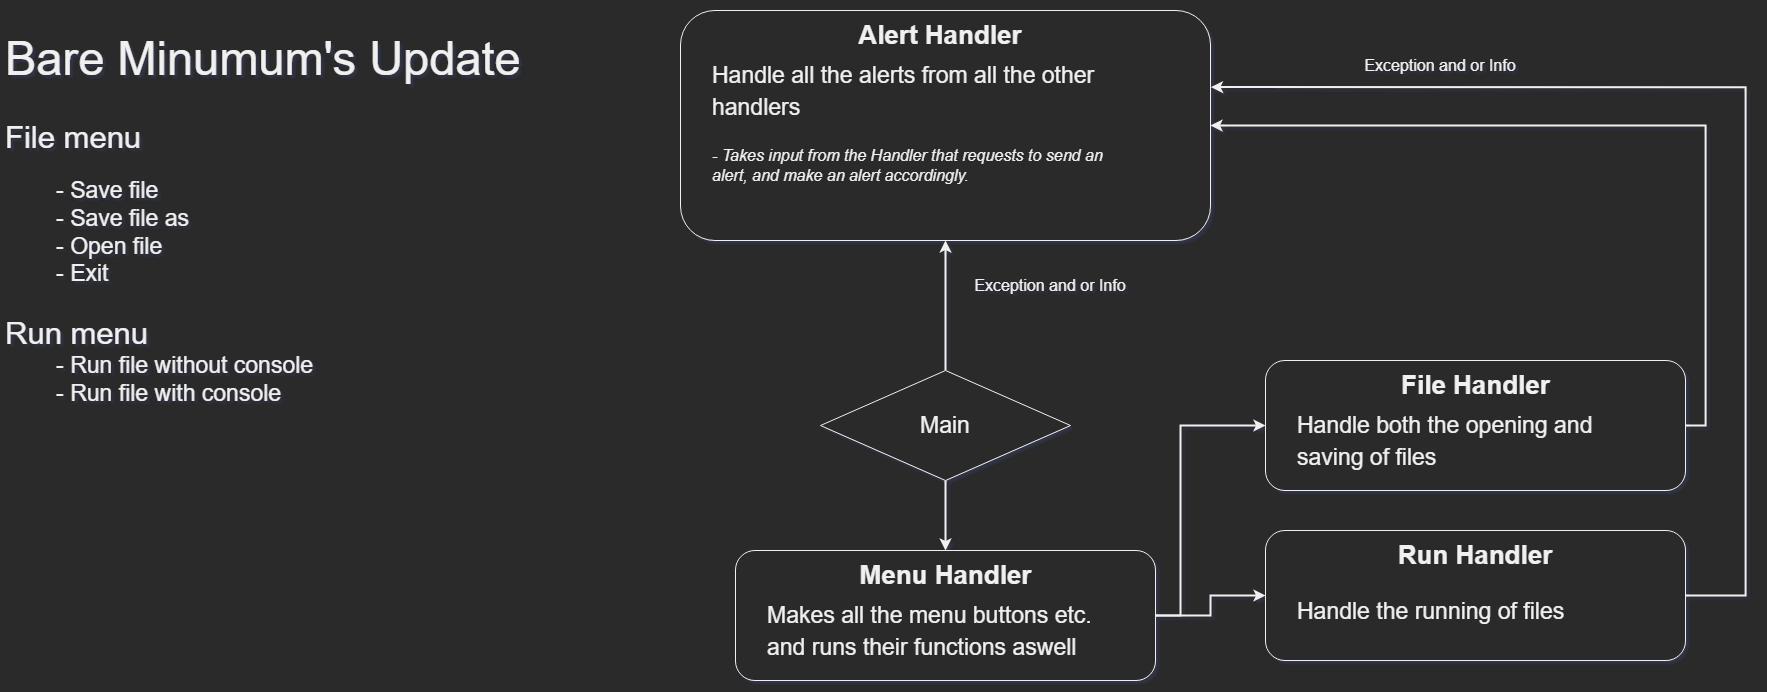 Bare Minumum's Update
File menu
- Save file
- Save file as
- Open file
- Exit
Run menu
- Run file without console
- Run file with console
Alert Handler
Handle all the alerts from all the other
handlers
- Takes input from the Handler that requests to send an
alert, and make an alert accordingly.
Exception and or Info
Exception and or Info
Main
File Handler
Handle both the opening and
saving of files
Menu Handler
Makes all the menu buttons etc.
and runs their functions aswell
Run Handler
Handle the running of files